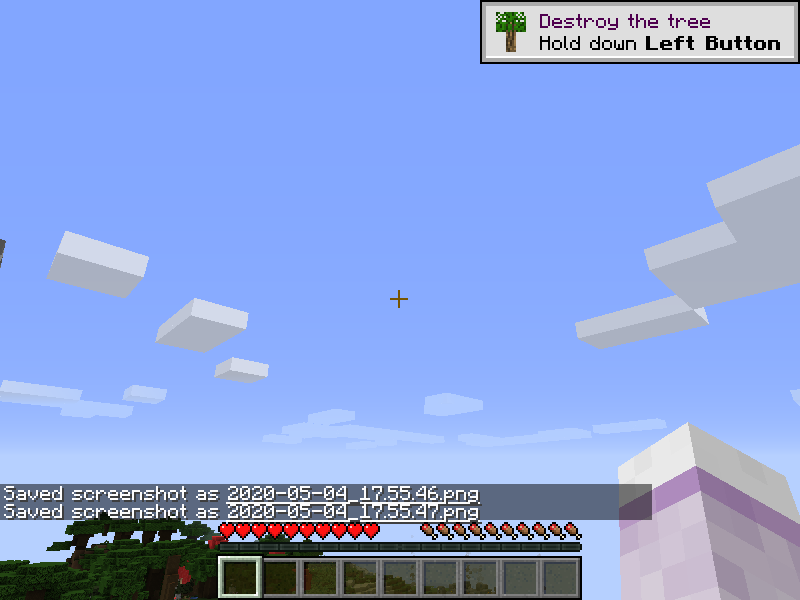 Destroy the tree
Hold down Left Button
Saved screenshot as 2020-05-04_17.55.46.png
Saved screenshot as 2020-05-04_17.55.47.png